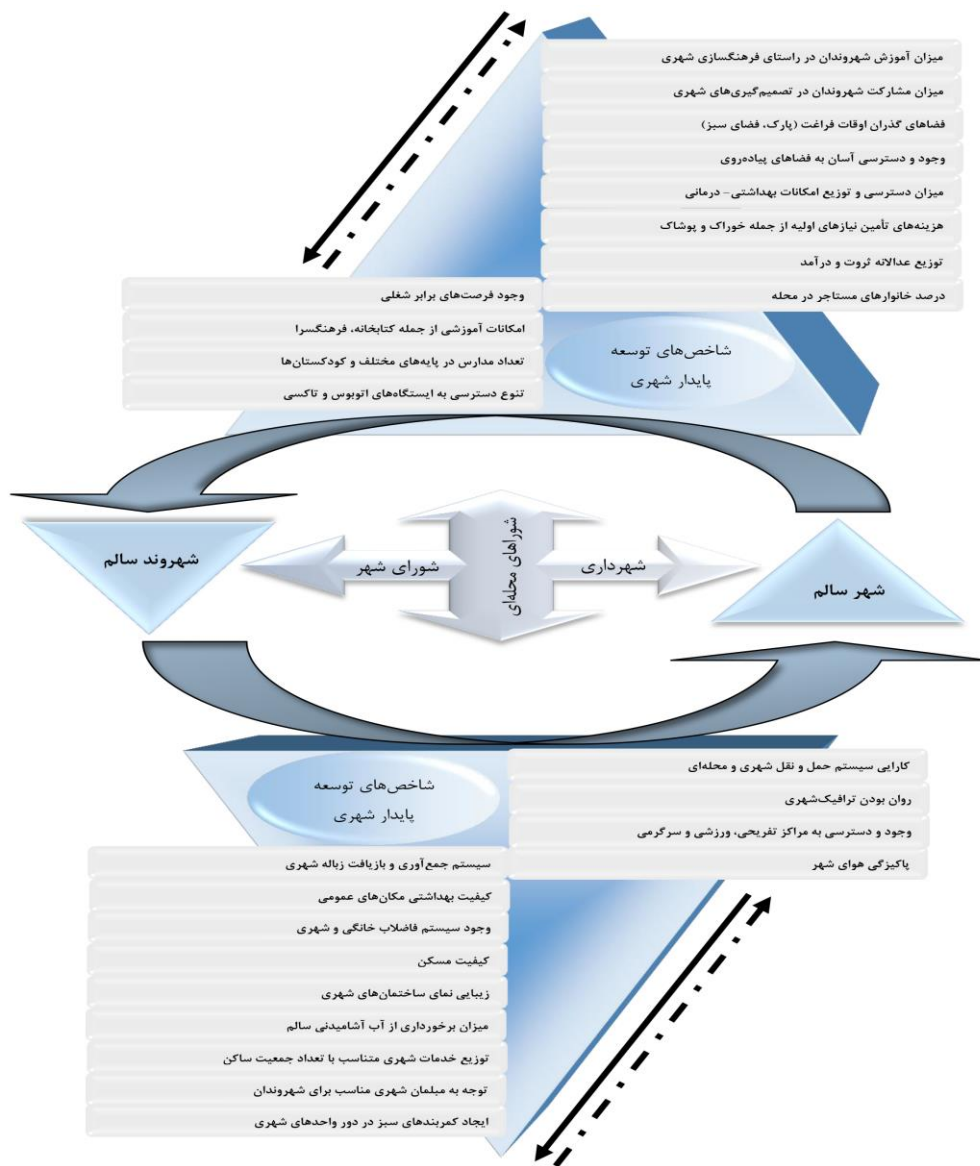 میزان آموزش شهروندان در راستای فرهنگسازی شهری
میزان مشارکت شهروندان در تصمیم‌گیری‌های شهری
فضاهای گذران اوقات فراغت (پارک، فضای سبز)
وجود و دسترسی آسان به فضاهای پیاده‌روی
میزان دسترسی و توزیع امکانات بهداشتی- درمانی
هزینه‌های تأمین نیازهای اولیه از جمله خوراک و پوشاک
توزیع عدالانه ثروت و درآمد
درصد خانوارهای مستاجر در محله
وجود فرصت‌های برابر شغلی
امکانات آموزشی از جمله کتابخانه، فرهنگسرا
تعداد مدارس در پایه‌های مختلف و کودکستان‌ها
تنوع دسترسی به ایستگاه‌های اتوبوس و تاکسی
شاخص‌های توسعه
پایدار شهری
شهر سالم
شهرداری
شوراهای محله‌ای
شورای شهر
شهروند سالم
شاخص‌های توسعه
پایدار شهری
کارایی سیستم حمل و نقل شهری و محله‌ای
روان بودن ترافیک‌شهری
وجود و دسترسی به مراکز تفریحی، ورزشی و سرگرمی
پاکیزگی هوای شهر
سیستم جمع‌آوری و بازیافت زباله شهری
کیفیت بهداشتی مکان‌های عمومی
وجود سیستم فاضلاب خانگی و شهری
کیفیت مسکن
زیبایی نمای ساختمان‌های شهری
میزان برخورداری از آب آشامیدنی سالم
توزیع خدمات شهری متناسب با تعداد جمعیت ساکن
توجه به مبلمان شهری مناسب برای شهروندان
ایجاد کمربندهای سبز در دور واحدهای شهری